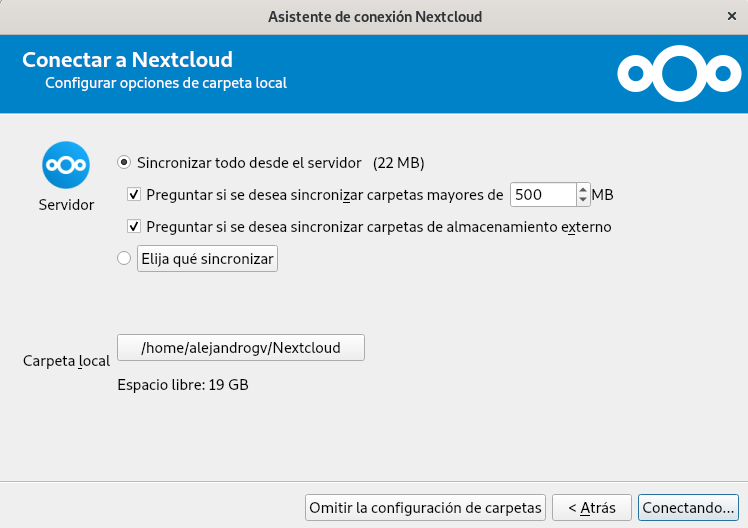 Asistente de conexión Nextcloud
Conectar a Nextcloud
Configurar opciones de carpeta local
Servidor
Sincronizar todo desde el servidor (22 MB)
Preguntar si se desea sincronizar carpetas mayores de 500 MB
Preguntar si se desea sincronizar carpetas de almacenamiento externo
Elija qué sincronizar
Carpeta local
/home/alejandrogv/Nextcloud
Espacio libre: 19 GB
Omitir la configuración de carpetas
< Atrás
Conectando...